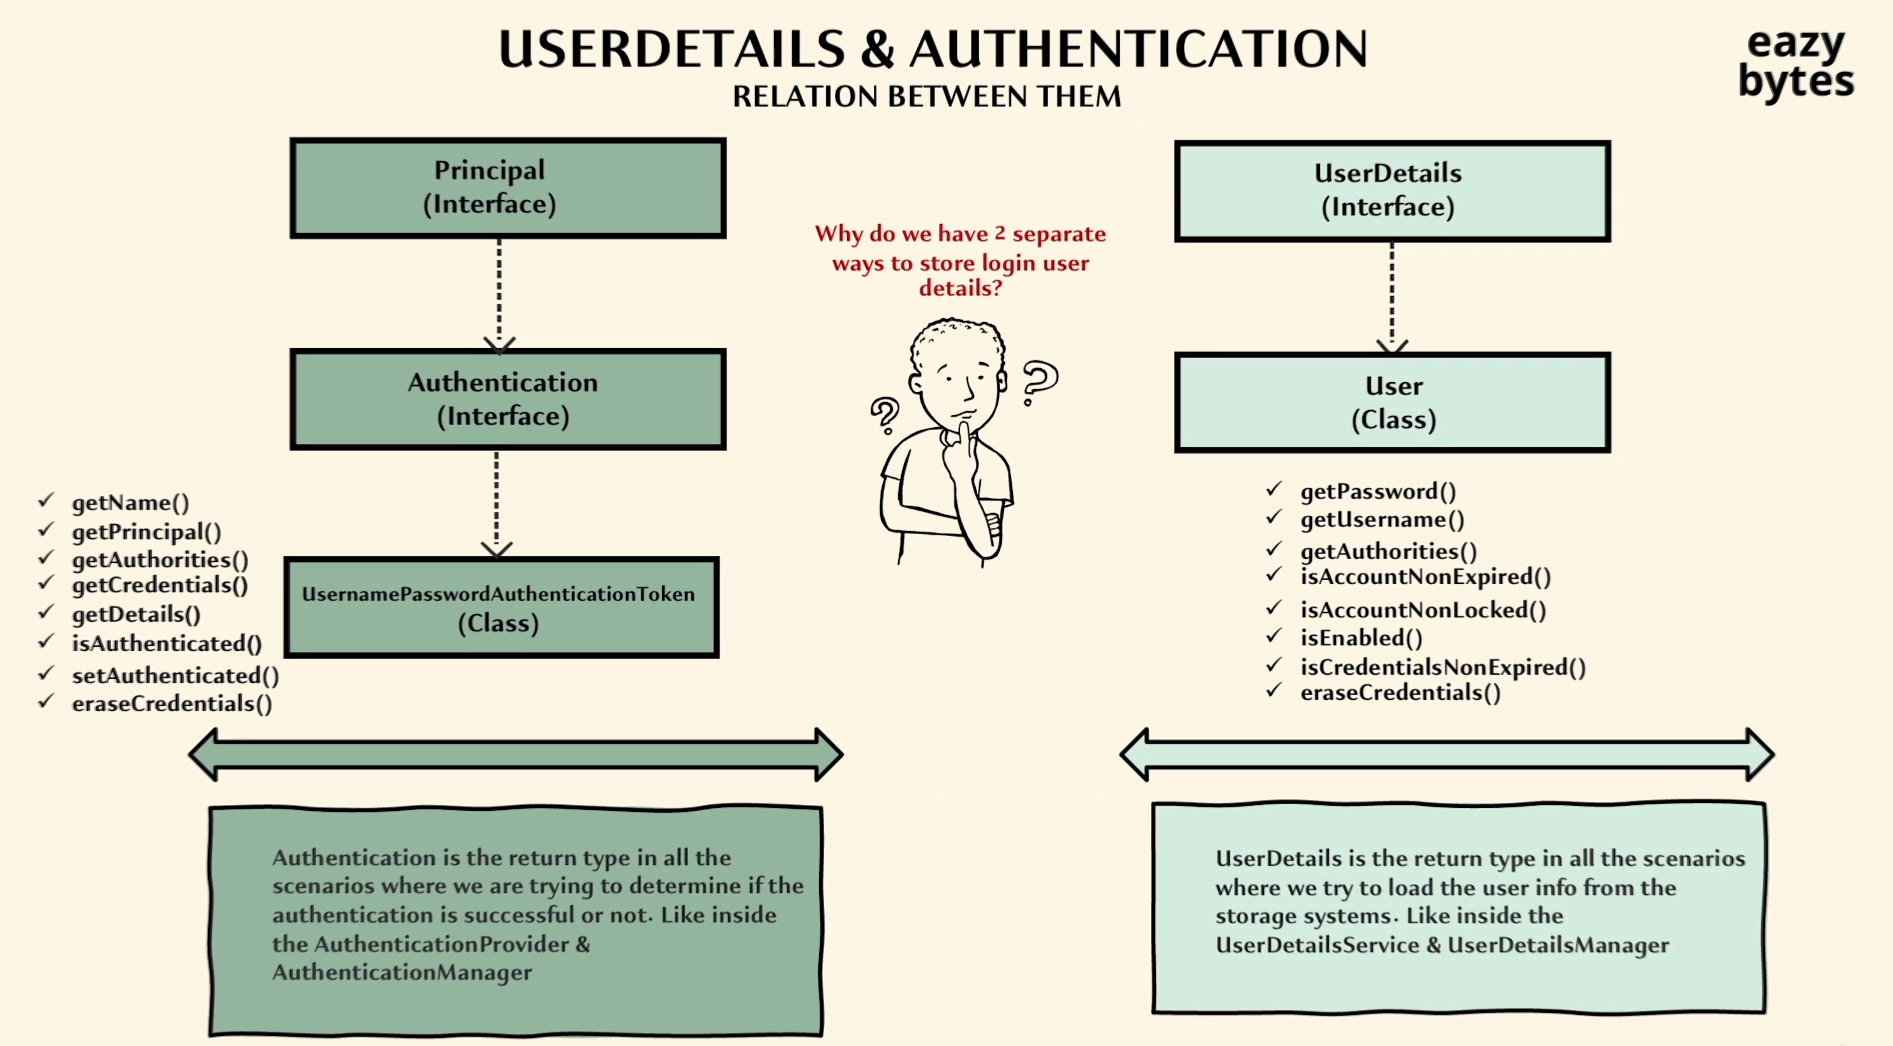 USERDETAILS & AUTHENTICATION
RELATION BETWEEN THEM
eazy
bytes
Principal
(Interface)
Authentication
(Interface)
UsernamePasswordAuthenticationToken
(Class)
✓ getName()
✓ getPrincipal()
✓ getAuthorities()
✓ getCredentials()
✓ getDetails()
✓ isAuthenticated()
✓ setAuthenticated()
✓ eraseCredentials()
Authentication is the return type in all the
scenarios where we are trying to determine if the
authentication is successful or not. Like inside
the AuthenticationProvider &
AuthenticationManager
Why do we have 2 separate
ways to store login user
details?
?
?
UserDetails
(Interface)
User
(Class)
✓ getPassword()
✓ getUsername()
✓ getAuthorities()
✓ isAccountNonExpired()
✓ isAccountNonLocked()
✓ isEnabled()
✓ isCredentialsNonExpired()
✓ eraseCredentials()
UserDetails is the return type in all the scenarios
where we try to load the user info from the
storage systems. Like inside the
UserDetailsService & UserDetailsManager